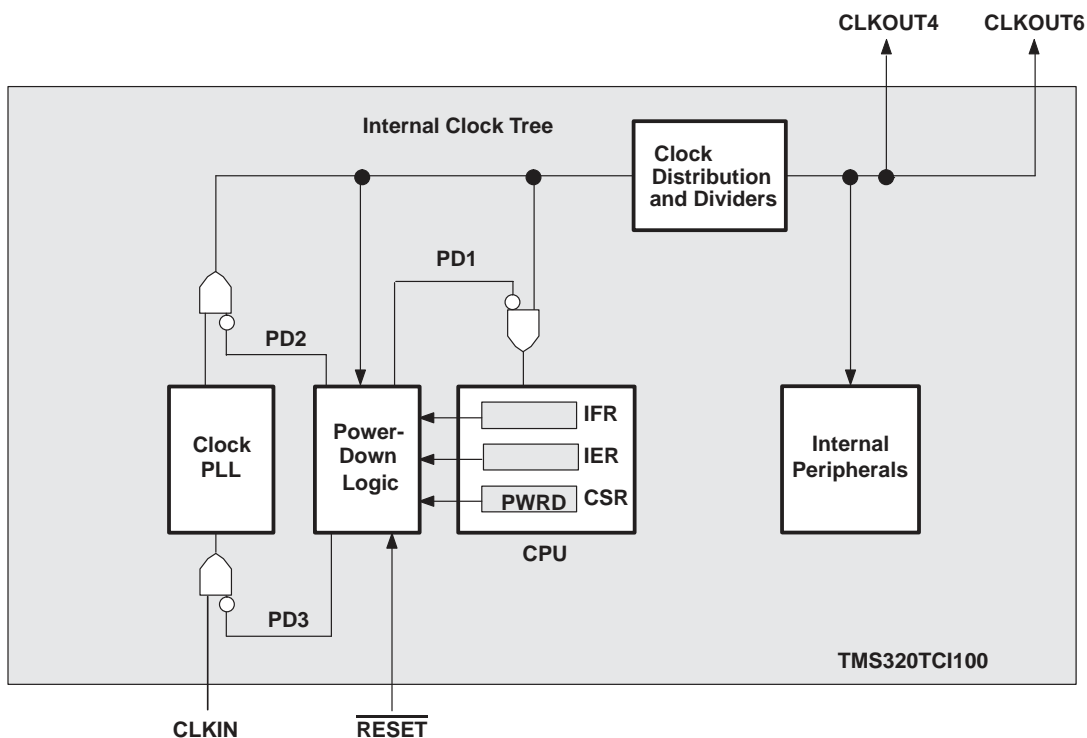 CLKOUT4 CLKOUT6
Internal Clock Tree
Clock
Distribution
and Dividers
PD1
PD2
Clock
PLL
Power-
Down
Logic
IFR
IER
PWRD CSR
CPU
Internal
Peripherals
PD3
TMS320TCI100
CLKIN RESET